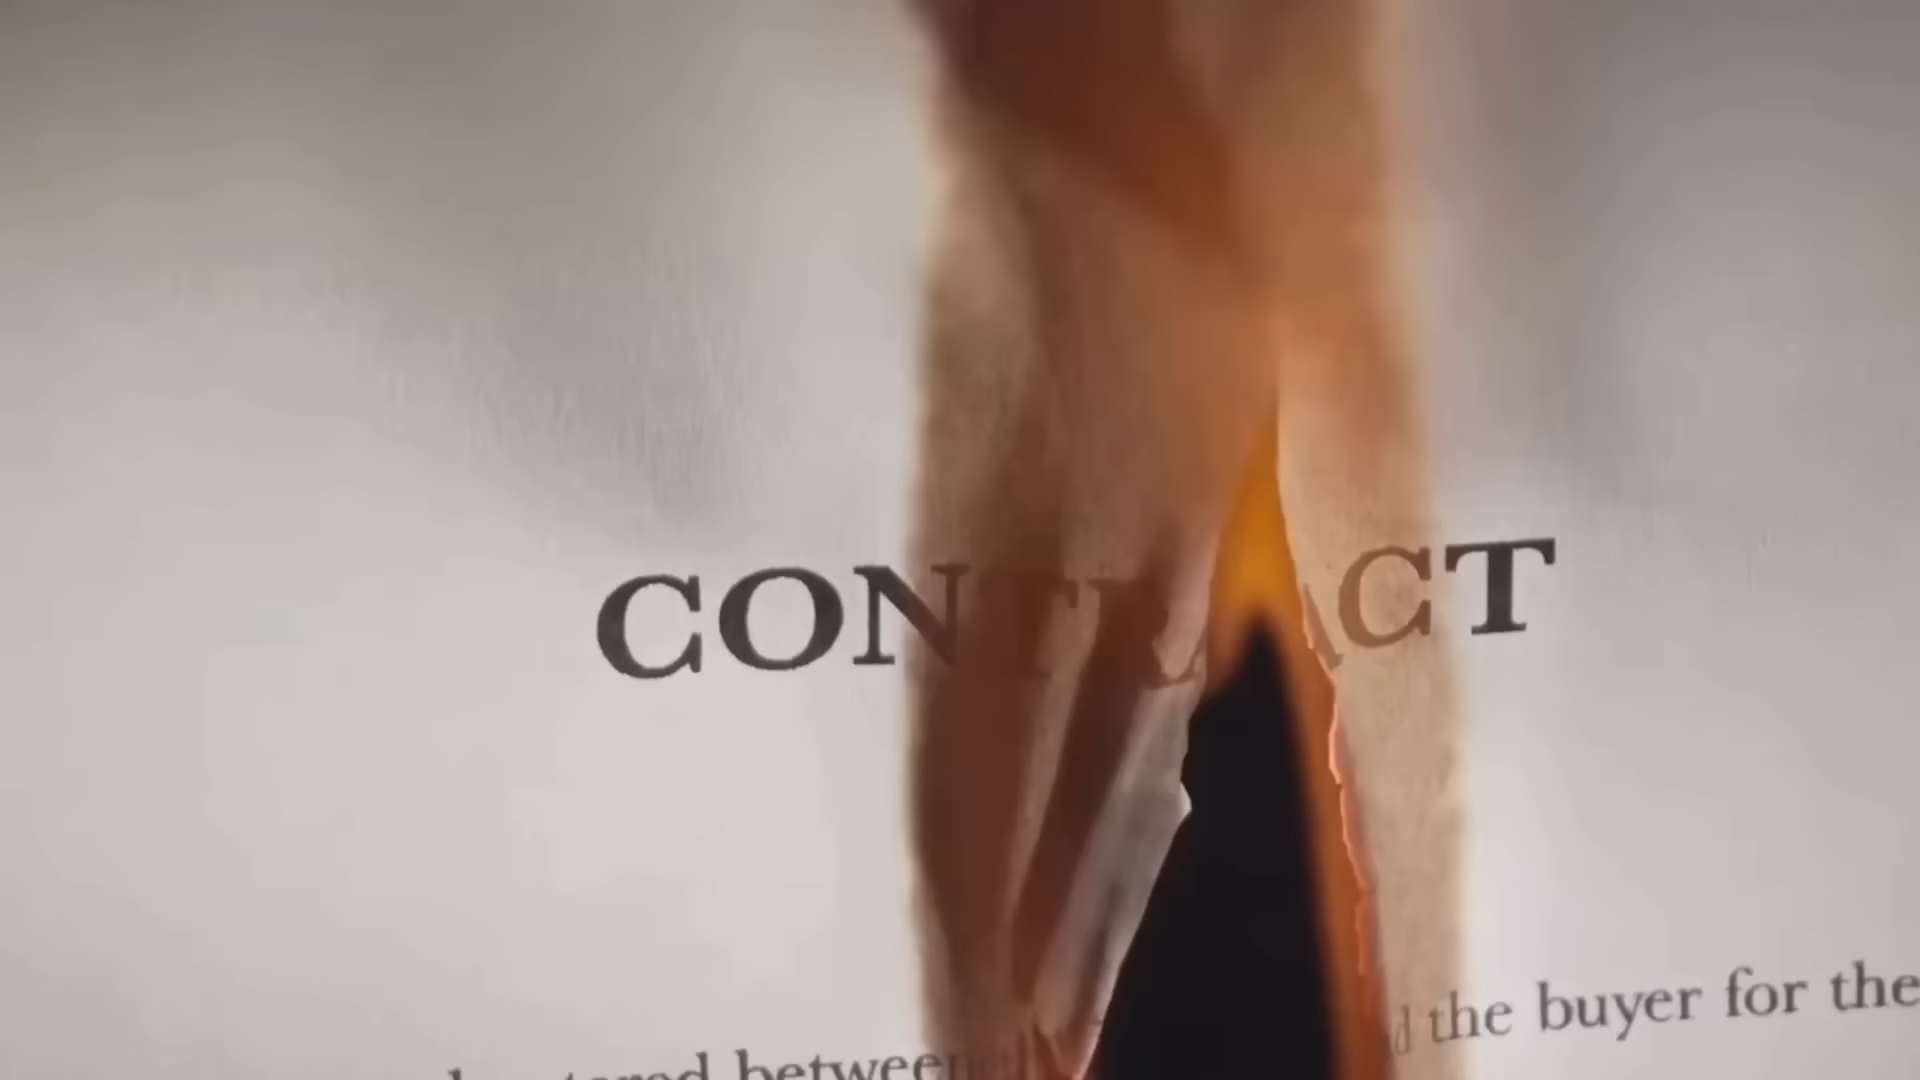 CONTRACT
the buyer for the
between